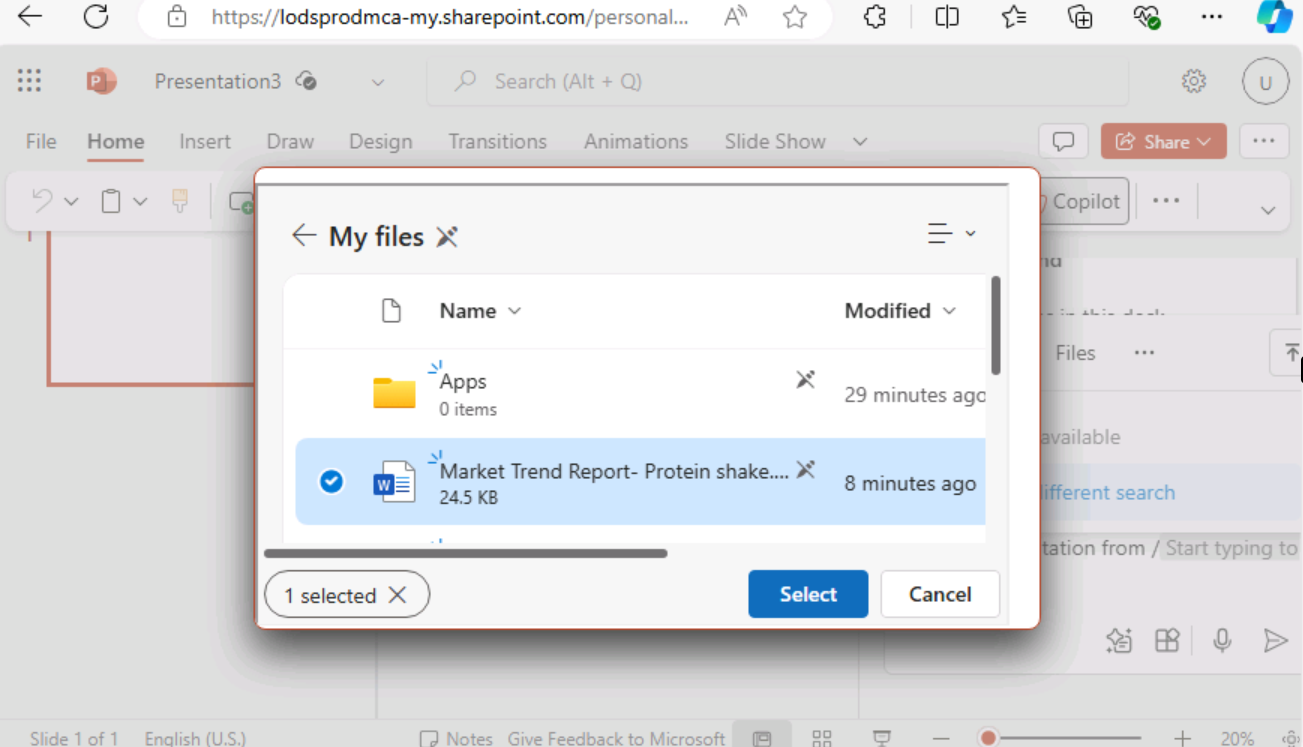 https://lodsprodmca-my.sharepoint.com/personal...
Presentation3
Search (Alt + Q)
U
File Home Insert Draw Design Transitions Animations Slide Show
Share
Copilot
My files
Name Modified
Apps
0 items
29 minutes ago
Market Trend Report- Protein shake....
24.5 KB
8 minutes ago
1 selected
Select Cancel
in this deck
Files
available
different search
tation from / Start typing to
Slide 1 of 1 English (U.S.) Notes Give Feedback to Microsoft 20%